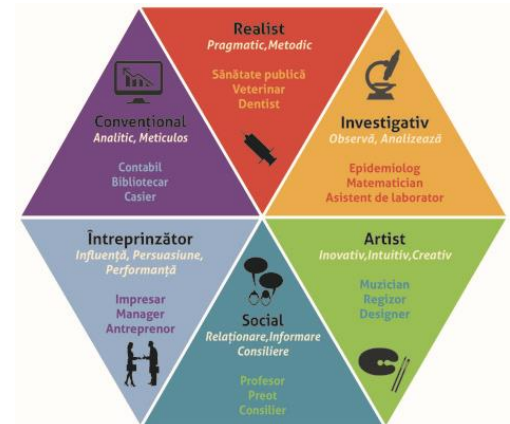 Realist
Pragmatic,Metodic
Sănătate publică
Veterinar
Dentist
Convențional
Analitic, Meticulos
Contabil
Bibliotecar
Casier
Investigativ
Observă, Analizează
Epidemiolog
Matematician
Asistent de laborator
Întreprinzător
Influență, Persuasiune,
Performanță
Impresar
Manager
Antreprenor
Social
Relaționare,Informare
Consiliere
Profesor
Preot
Consilier
Artist
Inovativ,Intuitiv,Creativ
Muzician
Regizor
Designer